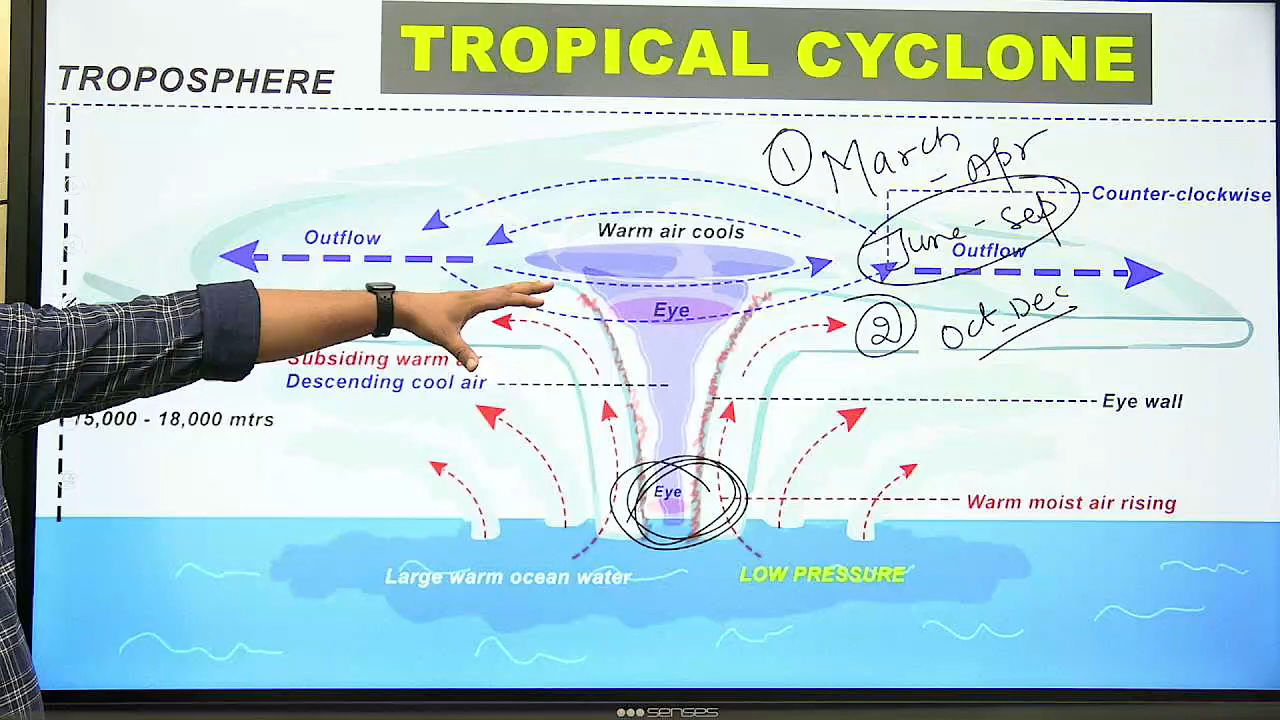 TROPICAL CYCLONE
TROPOSPHERE
① March
- Apr
Counter-clockwise
June - Sep
Outflow
Warm air cools
Outflow
Eye
② Oct - Dec
Subsiding warm
Descending cool air
Eye wall
15,000 - 18,000 mtrs
Eye
Warm moist air rising
Large warm ocean water
LOW PRESSURE
senses